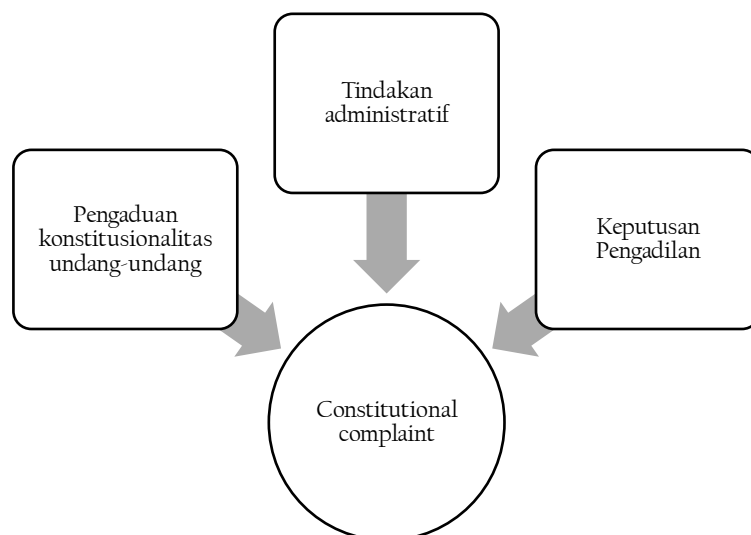 Tindakan
administratif
Pengaduan
konstitusionalitas
undang-undang
Keputusan
Pengadilan
Constitutional
complaint